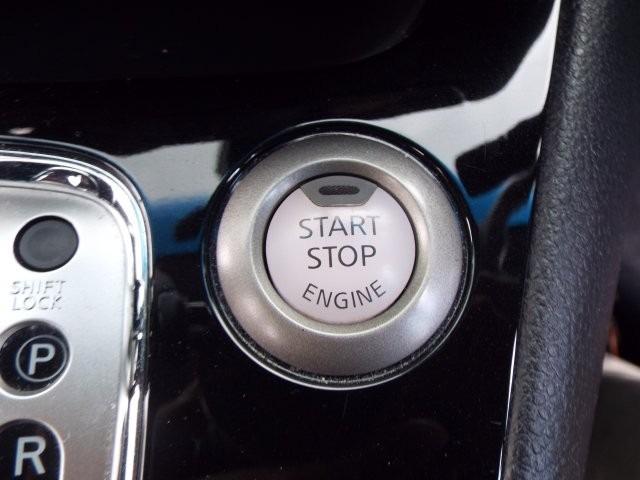 START
STOP
ENGINE
SHIFT
LOCK
P
R